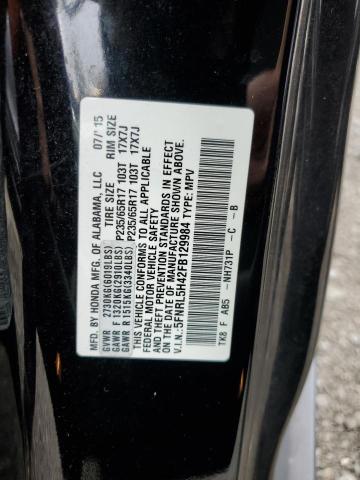 MFD. BY HONDA MFG. OF ALABAMA, LLC 07/'15
TIRE SIZE RIM SIZE
GVWR 2730KG(6019LBS)
GAWR F 1320KG(2910LBS) P235/65R17 103T 17X7J
GAWR R 1515KG(3340LBS) P235/65R17 103T 17X7J
THIS VEHICLE CONFORMS TO ALL APPLICABLE
FEDERAL MOTOR VEHICLE SAFETY
AND THEFT PREVENTION STANDARDS IN EFFECT
ON THE DATE OF MANUFACTURE SHOWN ABOVE.
V.I.N.:5FNRL5H42FB129984 TYPE: MPV
TK8 F AB5 -NH731P -C -B